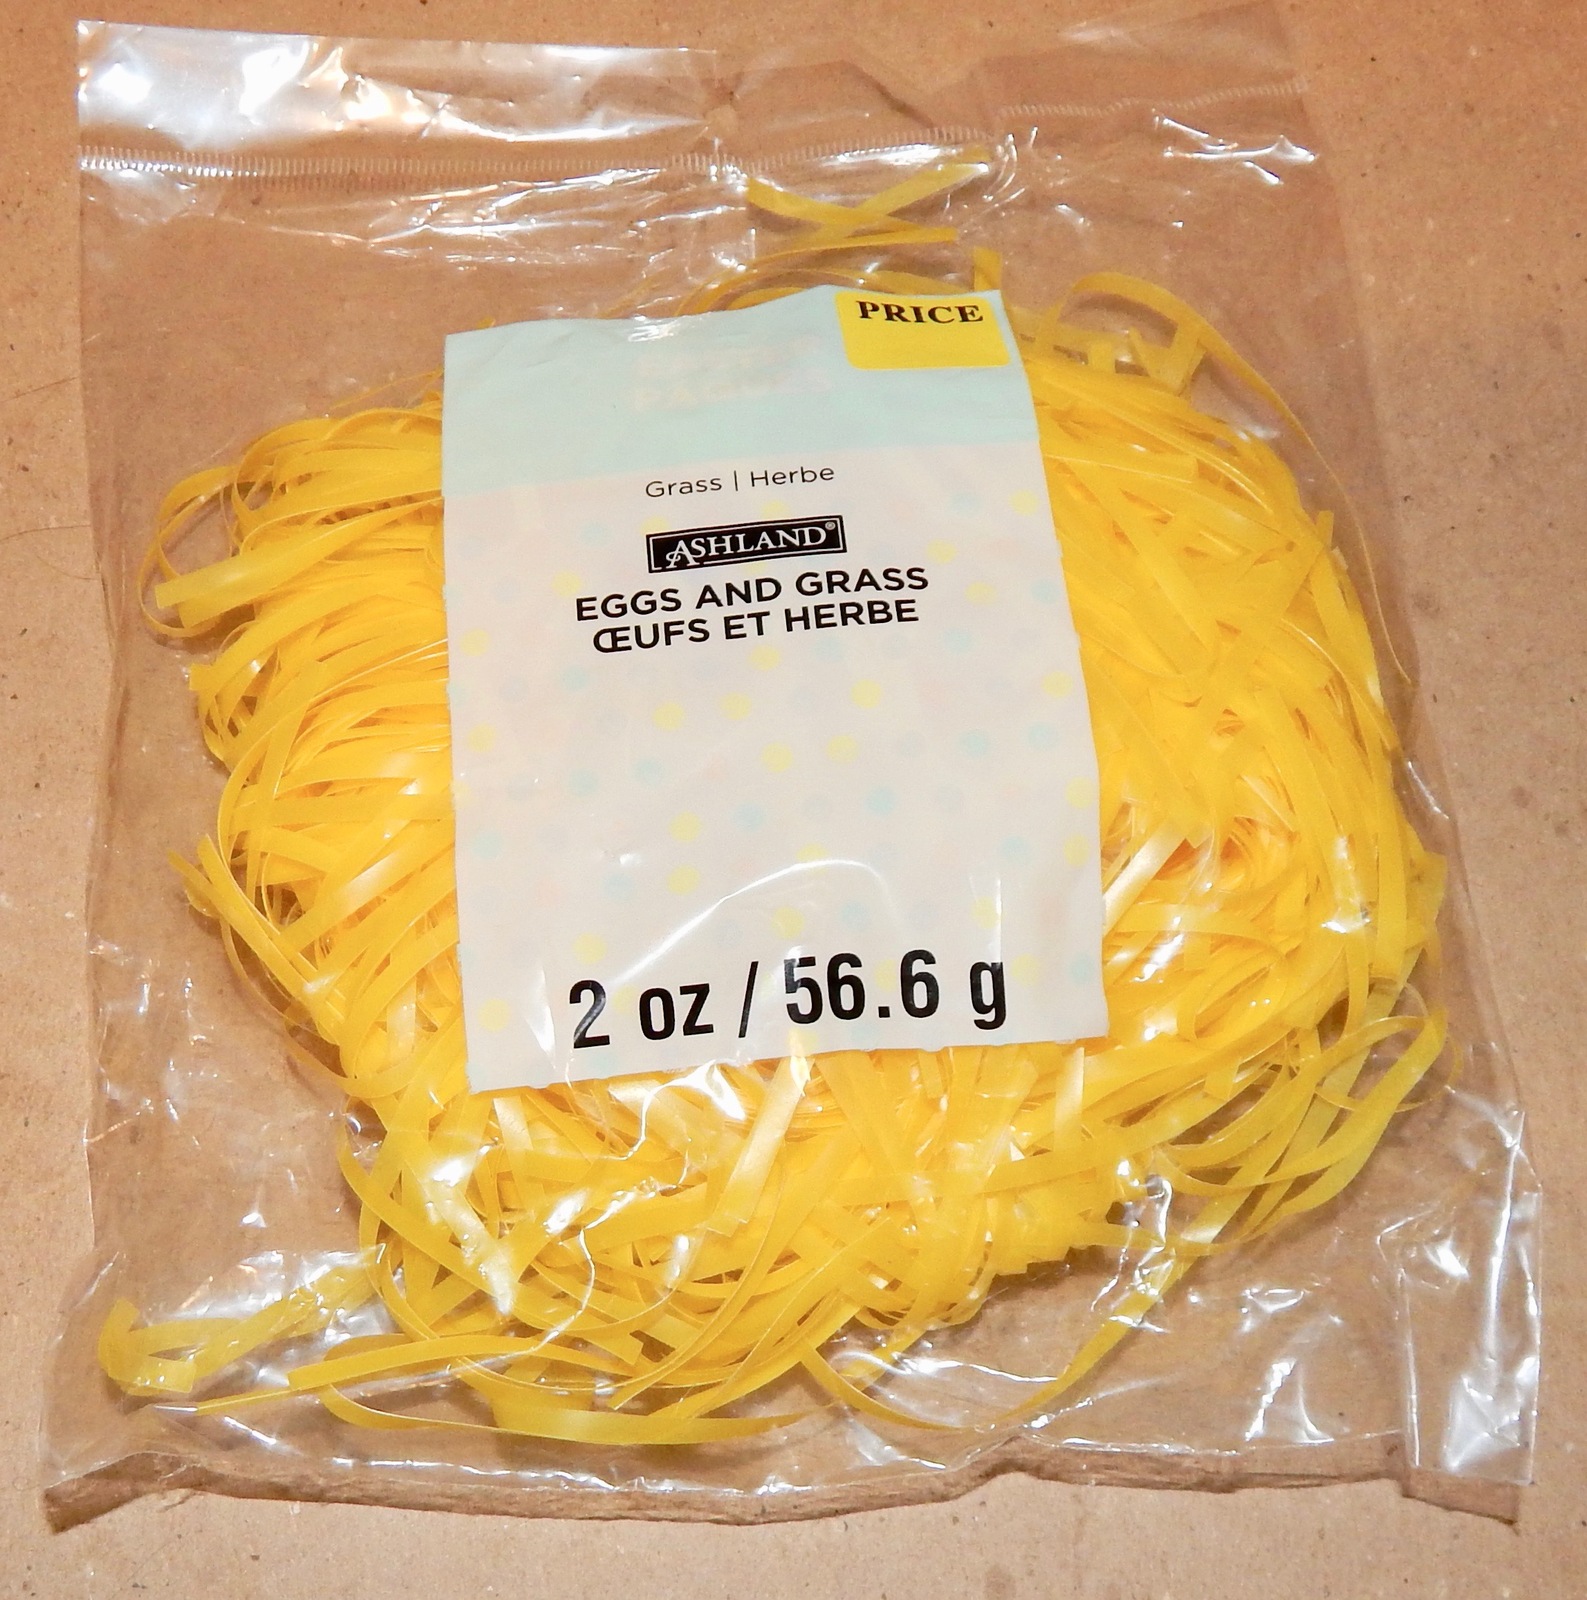 PRICE
Grass | Herbe
ASHLAND®
EGGS AND GRASS
ŒUFS ET HERBE
2 oz / 56.6 g